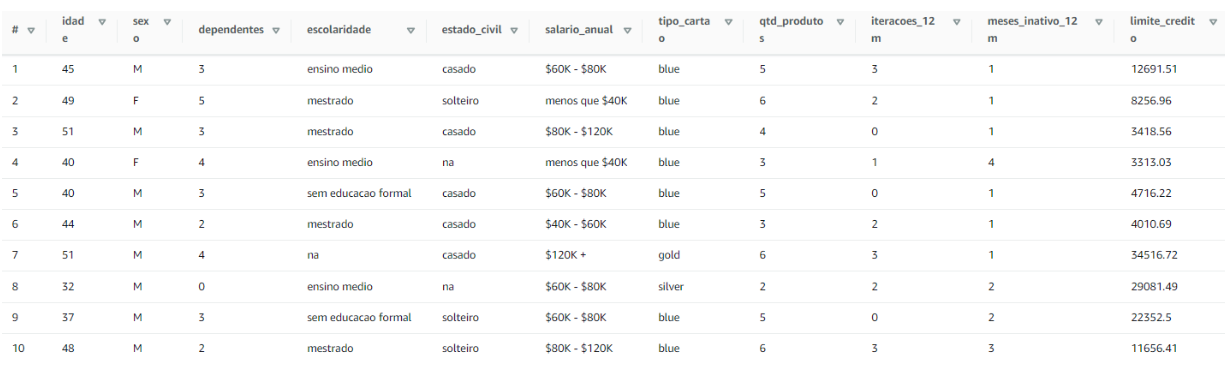 # idade sexo dependentes escolaridade estado_civil salario_anual tipo_cartao qtd_produtos iteracoes_12m meses_inativo_12m limite_credito
1 45 M 3 ensino medio casado $60K - $80K blue 5 3 1 12691.51
2 49 F 5 mestrado solteiro menos que $40K blue 6 2 1 8256.96
3 51 M 3 mestrado casado $80K - $120K blue 4 0 1 3418.56
4 40 F 4 ensino medio na menos que $40K blue 3 1 4 3313.03
5 40 M 3 sem educacao formal casado $60K - $80K blue 5 0 1 4716.22
6 44 M 2 mestrado casado $40K - $60K blue 3 2 1 4010.69
7 51 M 4 na casado $120K + gold 6 3 1 34516.72
8 32 M 0 ensino medio na $60K - $80K silver 2 2 2 29081.49
9 37 M 3 sem educacao formal solteiro $60K - $80K blue 5 0 2 22352.5
10 48 M 2 mestrado solteiro $80K - $120K blue 6 3 3 11656.41